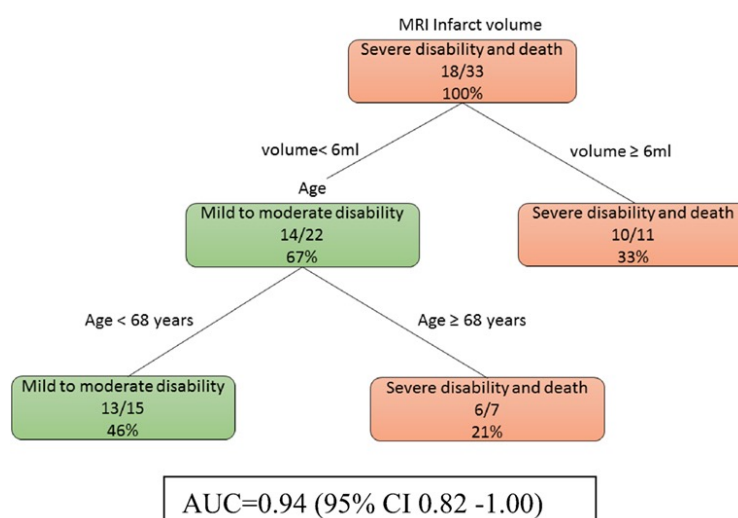 MRI Infarct volume
Severe disability and death
18/33
100%
volume< 6ml
volume ≥ 6ml
Age
Mild to moderate disability
14/22
67%
Severe disability and death
10/11
33%
Age < 68 years
Age ≥ 68 years
Mild to moderate disability
13/15
46%
Severe disability and death
6/7
21%
AUC=0.94 (95% CI 0.82 -1.00)